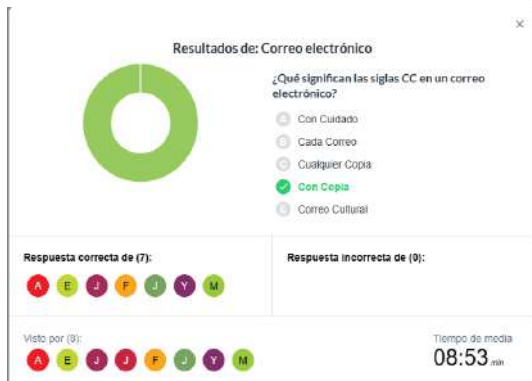 ×
Resultados de: Correo electrónico
¿Qué significan las siglas CC en un correo
electrónico?
A Con Cuidado
B Cada Correo
C Cualquier Copia
Con Copia
E Correo Cultural
Respuesta correcta de (7):
A E J F J Y M
Respuesta incorrecta de (0):
Visto por (8):
A E J J F J Y M
Tiempo de media
08:53 min